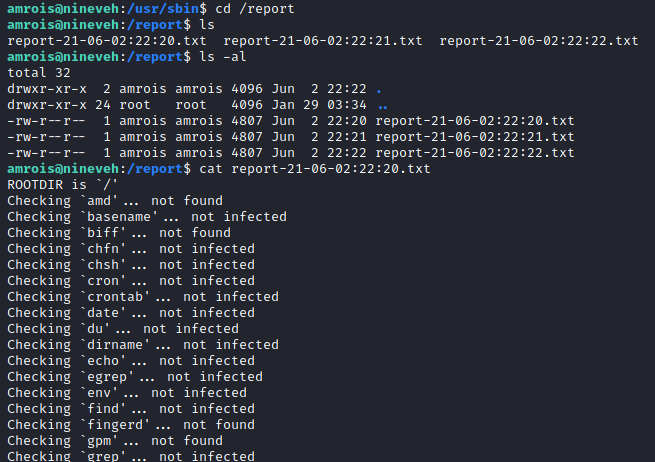 amrois@nineveh:/usr/sbin$ cd /report
amrois@nineveh:/report$ ls
report-21-06-02:22:20.txt  report-21-06-02:22:21.txt  report-21-06-02:22:22.txt
amrois@nineveh:/report$ ls -al
total 32
drwxr-xr-x  2 amrois amrois 4096 Jun  2 22:22 .
drwxr-xr-x 24 root   root   4096 Jan 29 03:34 ..
-rw-r--r--  1 amrois amrois 4807 Jun  2 22:20 report-21-06-02:22:20.txt
-rw-r--r--  1 amrois amrois 4807 Jun  2 22:21 report-21-06-02:22:21.txt
-rw-r--r--  1 amrois amrois 4807 Jun  2 22:22 report-21-06-02:22:22.txt
amrois@nineveh:/report$ cat report-21-06-02:22:20.txt
ROOTDIR is `/'
Checking `amd'... not found
Checking `basename'... not infected
Checking `biff'... not found
Checking `chfn'... not infected
Checking `chsh'... not infected
Checking `cron'... not infected
Checking `crontab'... not infected
Checking `date'... not infected
Checking `du'... not infected
Checking `dirname'... not infected
Checking `echo'... not infected
Checking `egrep'... not infected
Checking `env'... not infected
Checking `find'... not infected
Checking `fingerd'... not found
Checking `gpm'... not found
Checking `grep'... not infected